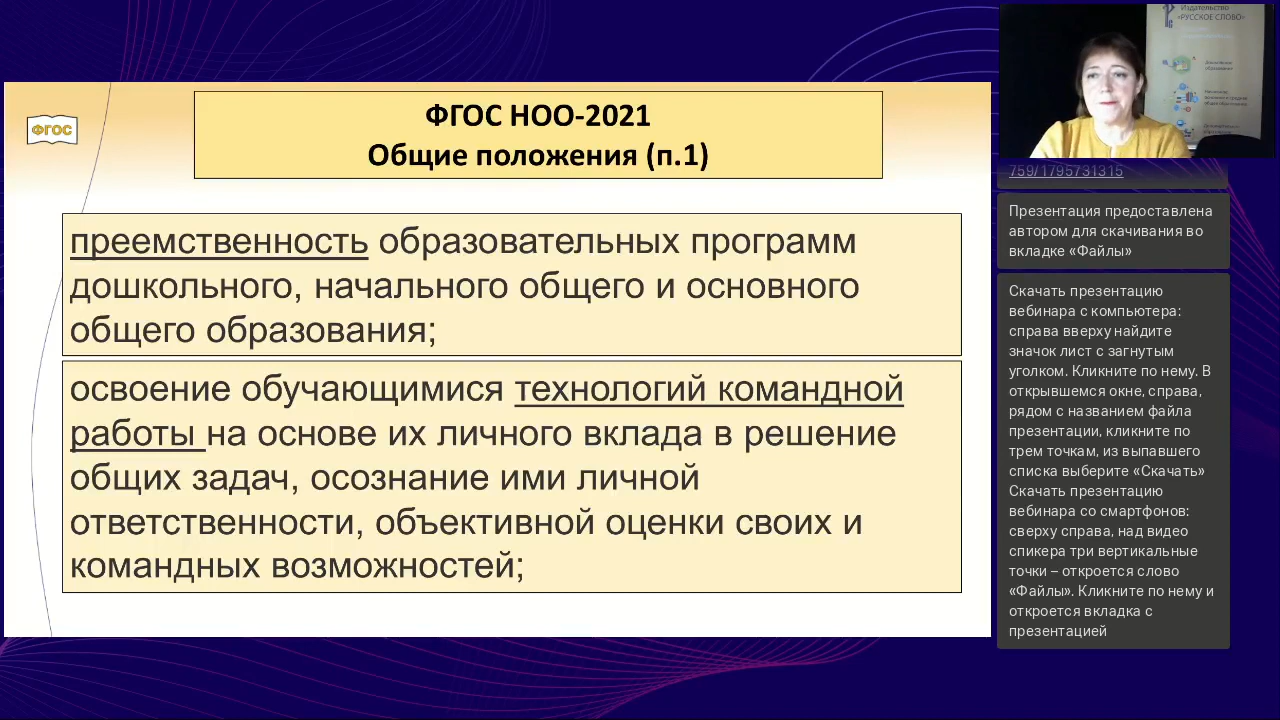 ФГОС
ФГОС НОО-2021
Общие положения (п.1)
преемственность образовательных программ
дошкольного, начального общего и основного
общего образования;
освоение обучающимися технологий командной
работы на основе их личного вклада в решение
общих задач, осознание ими личной
ответственности, объективной оценки своих и
командных возможностей;
Издательство
«РУССКОЕ СЛОВО»
759/1795731315
Презентация предоставлена
автором для скачивания во
вкладке «Файлы»
Скачать презентацию
вебинара с компьютера:
справа вверху найдите
значок лист с загнутым
уголком. Кликните по нему. В
открывшемся окне, справа,
рядом с названием файла
презентации, кликните по
трем точкам, из выпавшего
списка выберите «Скачать»
Скачать презентацию
вебинара со смартфонов:
сверху справа, над видео
спикера три вертикальные
точки – откроется слово
«Файлы». Кликните по нему и
откроется вкладка с
презентацией